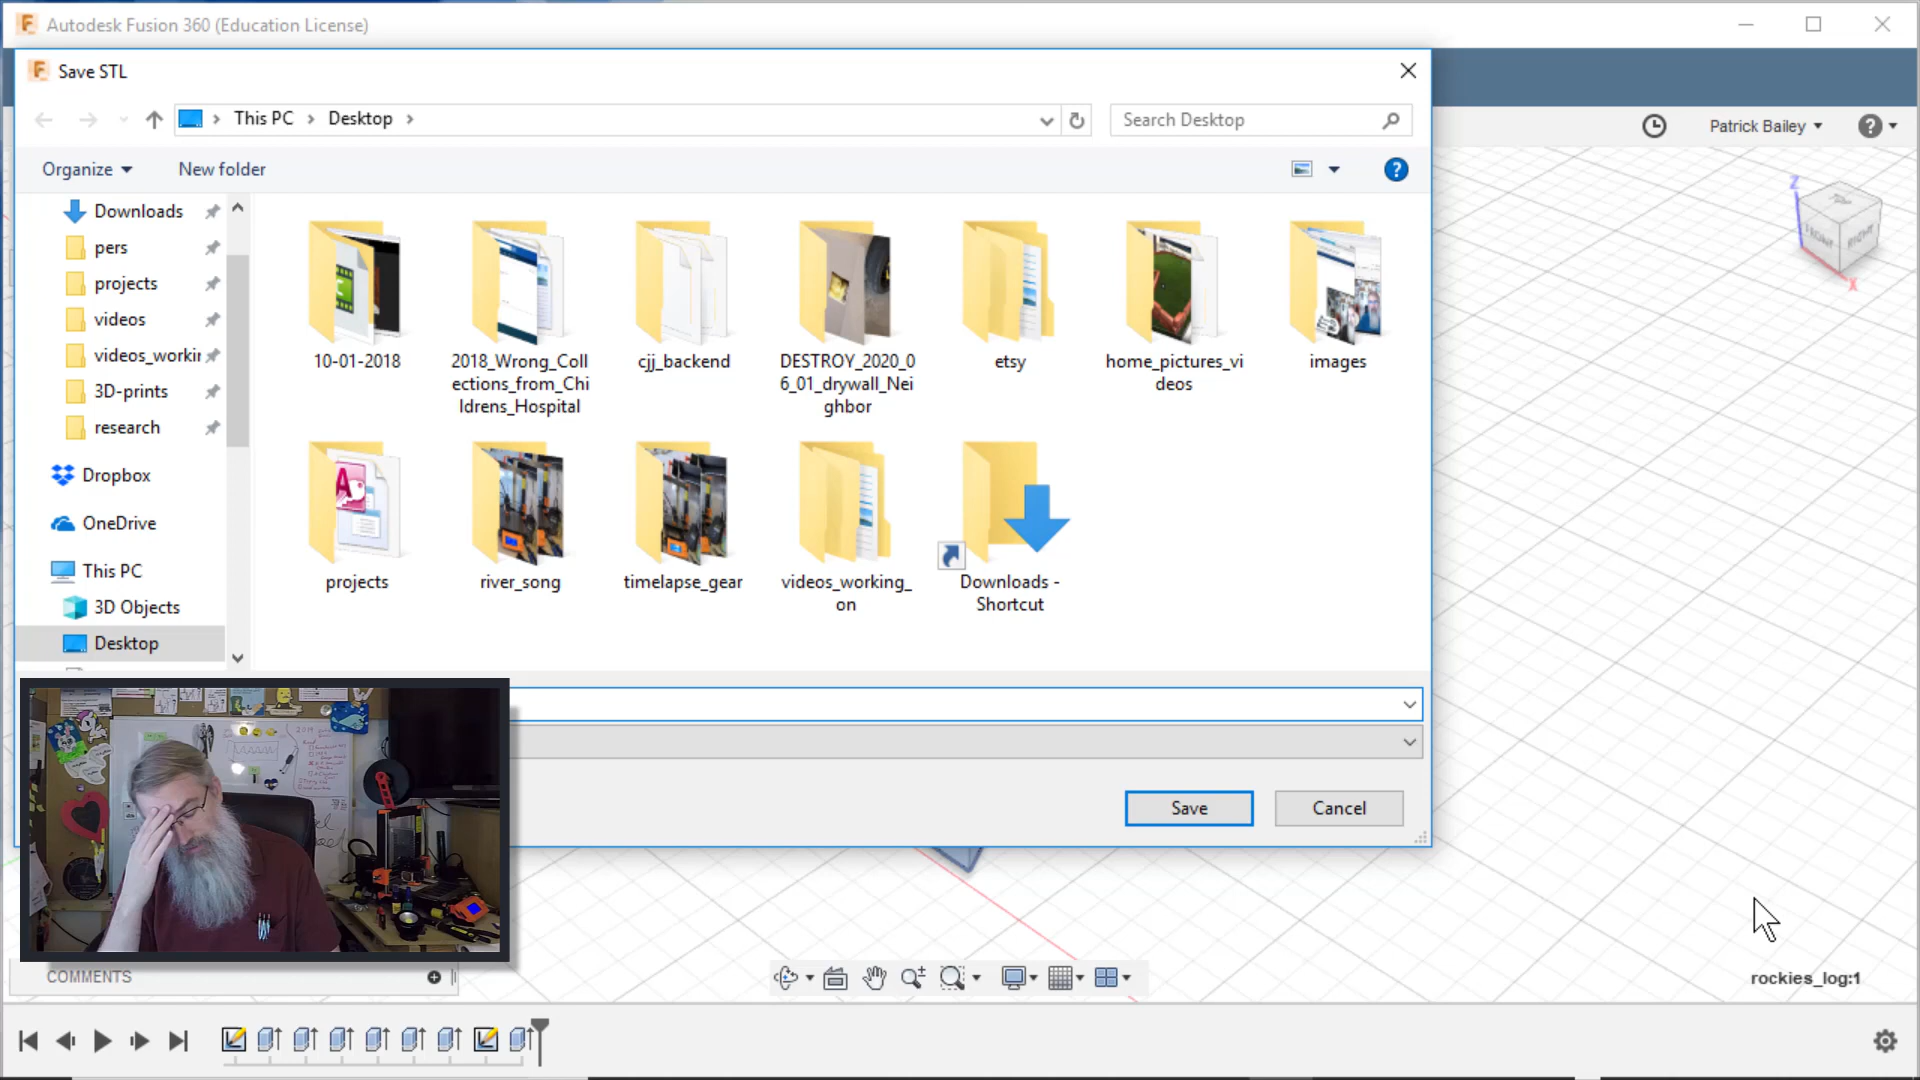 Autodesk Fusion 360 (Education License)
Save STL
This PC
Desktop
Search Desktop
Patrick Bailey
Organize
New folder
Downloads
pers
projects
videos
videos_workin
3D-prints
research
Dropbox
OneDrive
This PC
3D Objects
Desktop
10-01-2018
2018_Wrong_Coll
ections_from_Chi
ldrens_Hospital
cjj_backend
DESTROY_2020_0
6_01_drywall_Nei
ghbor
etsy
home_pictures_vi
deos
images
projects
river_song
timelapse_gear
videos_working_
on
Downloads -
Shortcut
Z
FRONT
RIGHT
X
Save
Cancel
COMMENTS
rockies_log:1